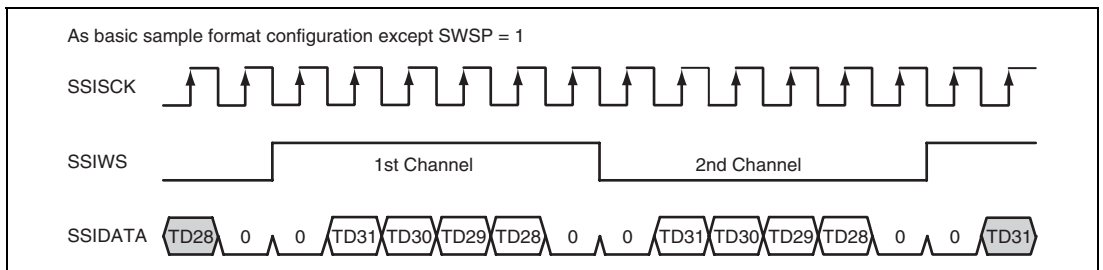 As basic sample format configuration except SWSP = 1
SSISCK
SSIWS 1st Channel 2nd Channel
SSIDATA TD28 0 0 TD31 TD30 TD29 TD28 0 0 TD31 TD30 TD29 TD28 0 0 TD31